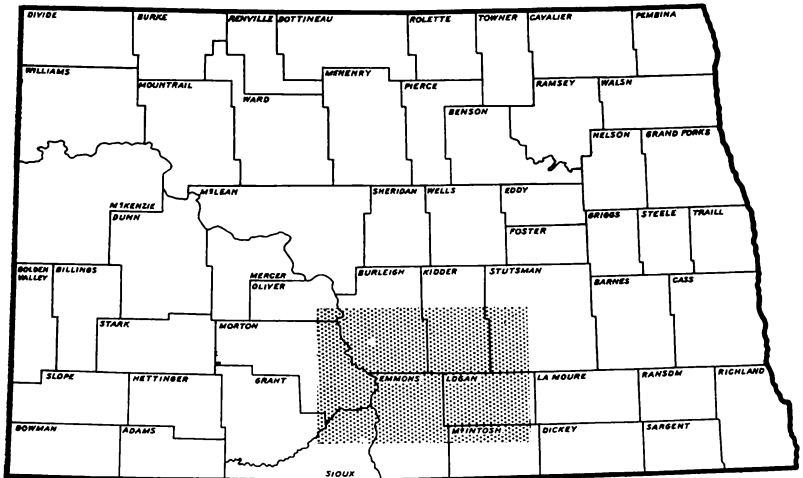 DIVIDE
BURKE
RENVILLE
BOTTINEAU
ROLETTE
TOWNER
CAVALIER
PEMBINA
WILLIAMS
MOUNTRAIL
WARD
McHENRY
PIERCE
RAMSEY
WALSH
BENSON
NELSON
GRAND FORKS
McLEAN
SHERIDAN
WELLS
EDDY
McKENZIE
DUNN
GRIGGS
STEELE
TRAILL
FOSTER
GOLDEN
VALLEY
BILLINGS
MERCER
OLIVER
BURLEIGH
KIDDER
STUTSMAN
BARNES
CASS
STARK
MORTON
SLOPE
HETTINGER
GRANT
EMMONS
LOGAN
LA MOURE
RANSOM
RICHLAND
BOWMAN
ADAMS
McINTOSH
DICKEY
SARGENT
SIOUX